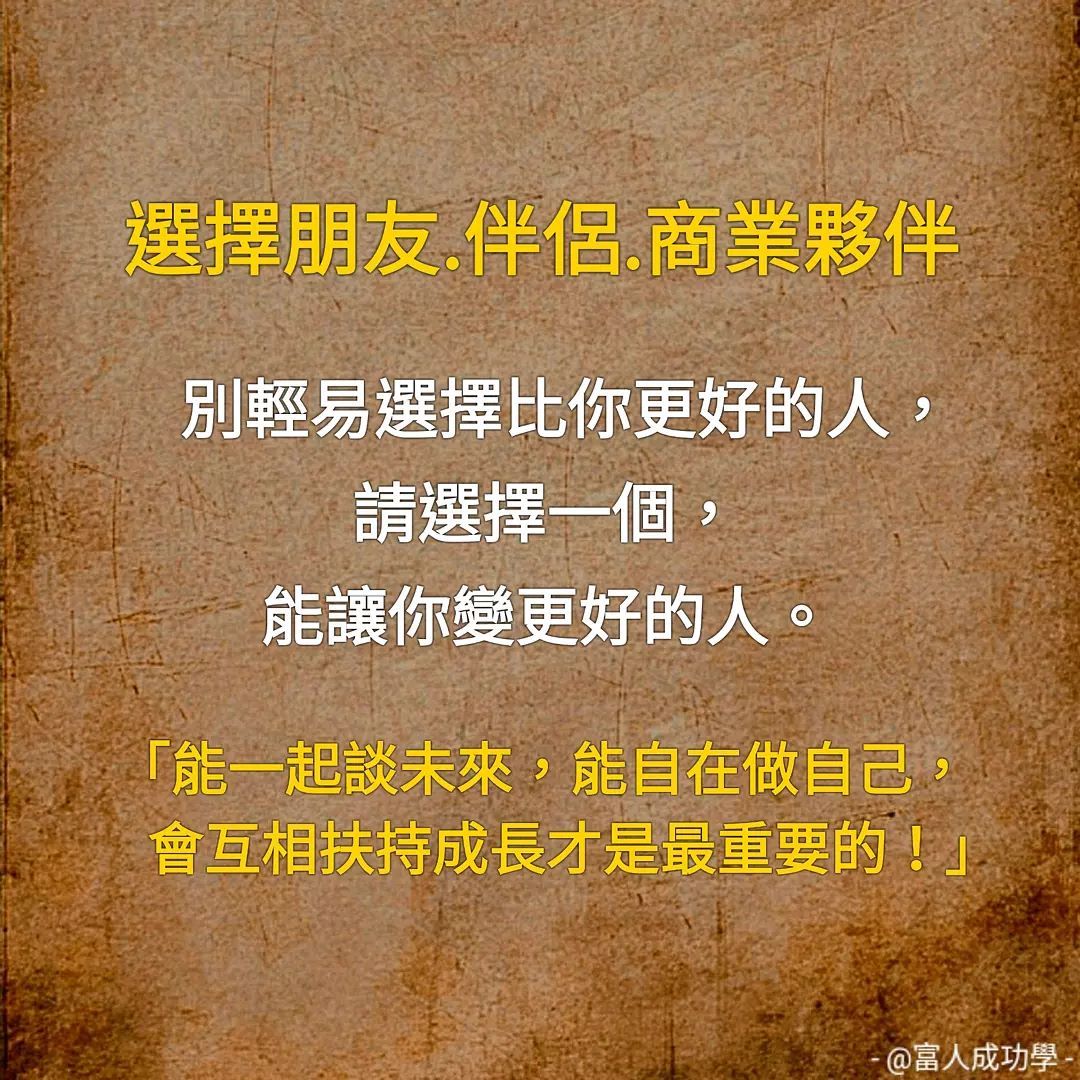 選擇朋友.伴侶.商業夥伴
別輕易選擇比你更好的人，
請選擇一個，
能讓你變更好的人。
「能一起談未來，能自在做自己，
會互相扶持成長才是最重要的！」
- @富人成功學 -